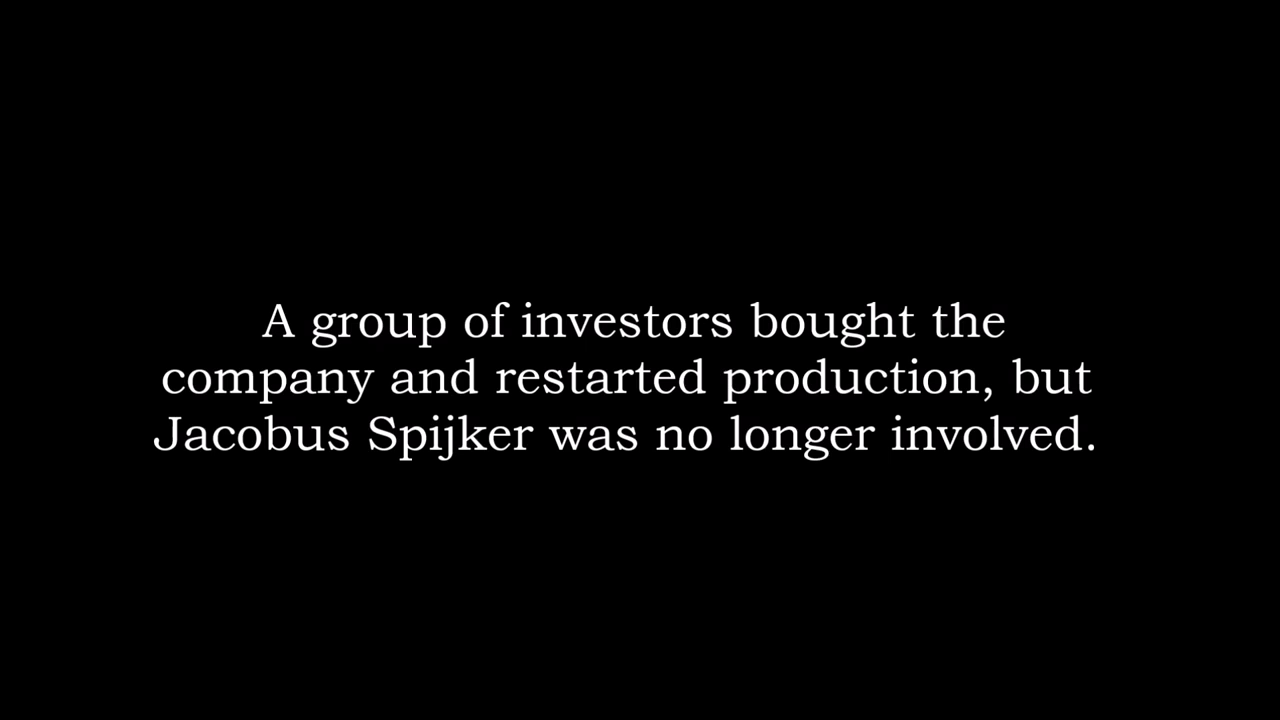 A group of investors bought the
company and restarted production, but
Jacobus Spijker was no longer involved.